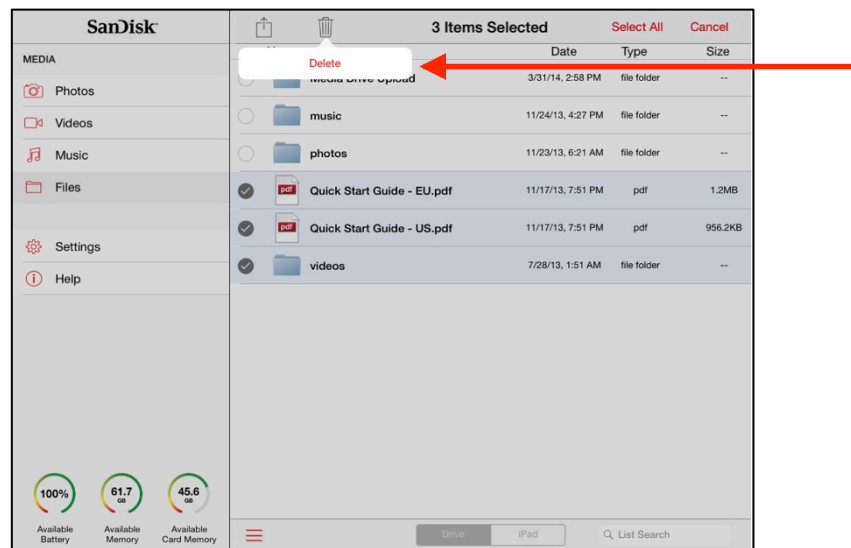 SanDisk
MEDIA
Photos
Videos
Music
Files
Settings
Help
100%
61.7
GB
45.6
GB
Available
Battery
Available
Memory
Available
Card Memory
3 Items Selected
Select All
Cancel
Date
Type
Size
Delete
Media Drive Upload 3/31/14, 2:58 PM file folder --
music 11/24/13, 4:27 PM file folder --
photos 11/23/13, 6:21 AM file folder --
pdf Quick Start Guide - EU.pdf 11/17/13, 7:51 PM pdf 1.2MB
pdf Quick Start Guide - US.pdf 11/17/13, 7:51 PM pdf 956.2KB
videos 7/28/13, 1:51 AM file folder --
Drive
iPad
List Search